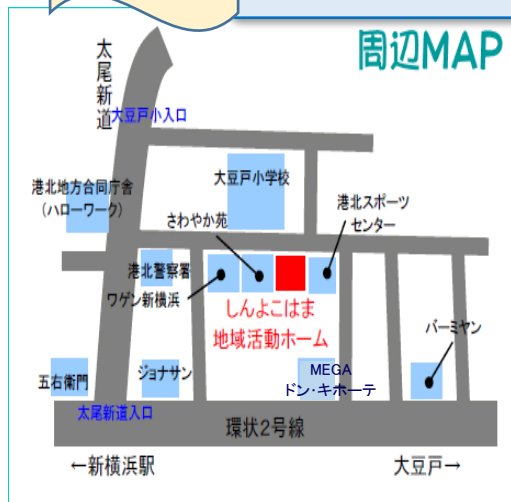 周辺MAP
太尾新道
大豆戸小入口
港北地方合同庁舎
（ハローワーク）
大豆戸小学校
さわやか苑
港北スポーツ
センター
港北警察署
ワゲン新横浜
しんよこはま
地域活動ホーム
バーミヤン
五右衛門
ジョナサン
MEGA
ドン・キホーテ
太尾新道入口
環状2号線
←新横浜駅
大豆戸→